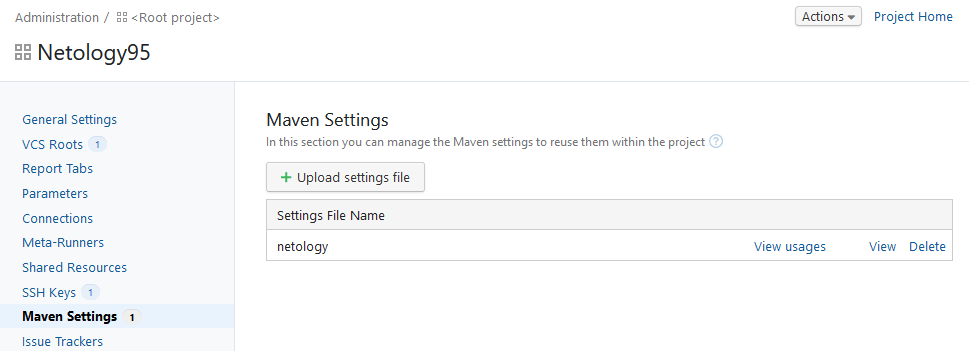 Administration / <Root project>
Actions
Project Home
Netology95
General Settings
VCS Roots 1
Report Tabs
Parameters
Connections
Meta-Runners
Shared Resources
SSH Keys 1
Maven Settings 1
Issue Trackers
Maven Settings
In this section you can manage the Maven settings to reuse them within the project ?
+ Upload settings file
Settings File Name
netology View usages View Delete